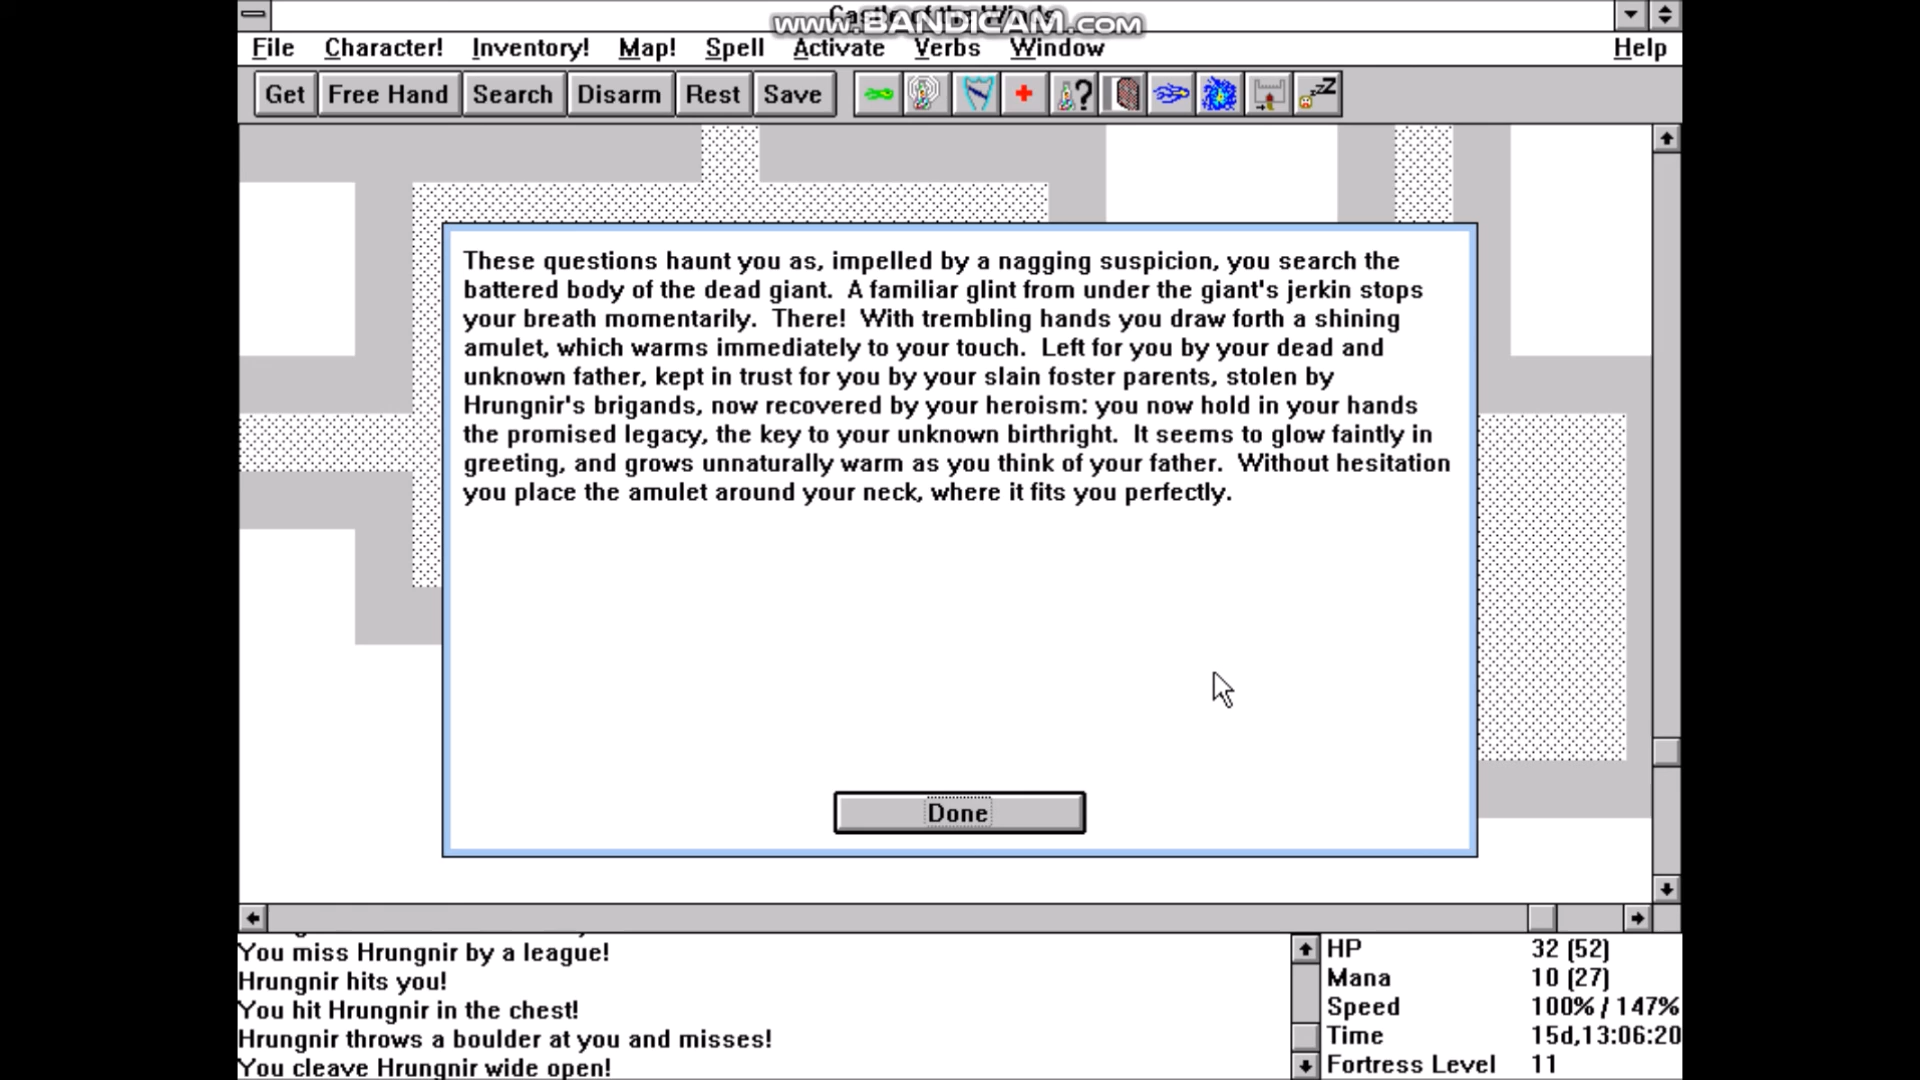 Castle of the Winds
www.BANDICAM.com
File Character! Inventory! Map! Spell Activate Verbs Window Help
Get Free Hand Search Disarm Rest Save
These questions haunt you as, impelled by a nagging suspicion, you search the
battered body of the dead giant. A familiar glint from under the giant's jerkin stops
your breath momentarily. There! With trembling hands you draw forth a shining
amulet, which warms immediately to your touch. Left for you by your dead and
unknown father, kept in trust for you by your slain foster parents, stolen by
Hrungnir's brigands, now recovered by your heroism: you now hold in your hands
the promised legacy, the key to your unknown birthright. It seems to glow faintly in
greeting, and grows unnaturally warm as you think of your father. Without hesitation
you place the amulet around your neck, where it fits you perfectly.
Done
You miss Hrungnir by a league!
Hrungnir hits you!
You hit Hrungnir in the chest!
Hrungnir throws a boulder at you and misses!
You cleave Hrungnir wide open!
HP 32 (52)
Mana 10 (27)
Speed 100% / 147%
Time 15d,13:06:20
Fortress Level 11